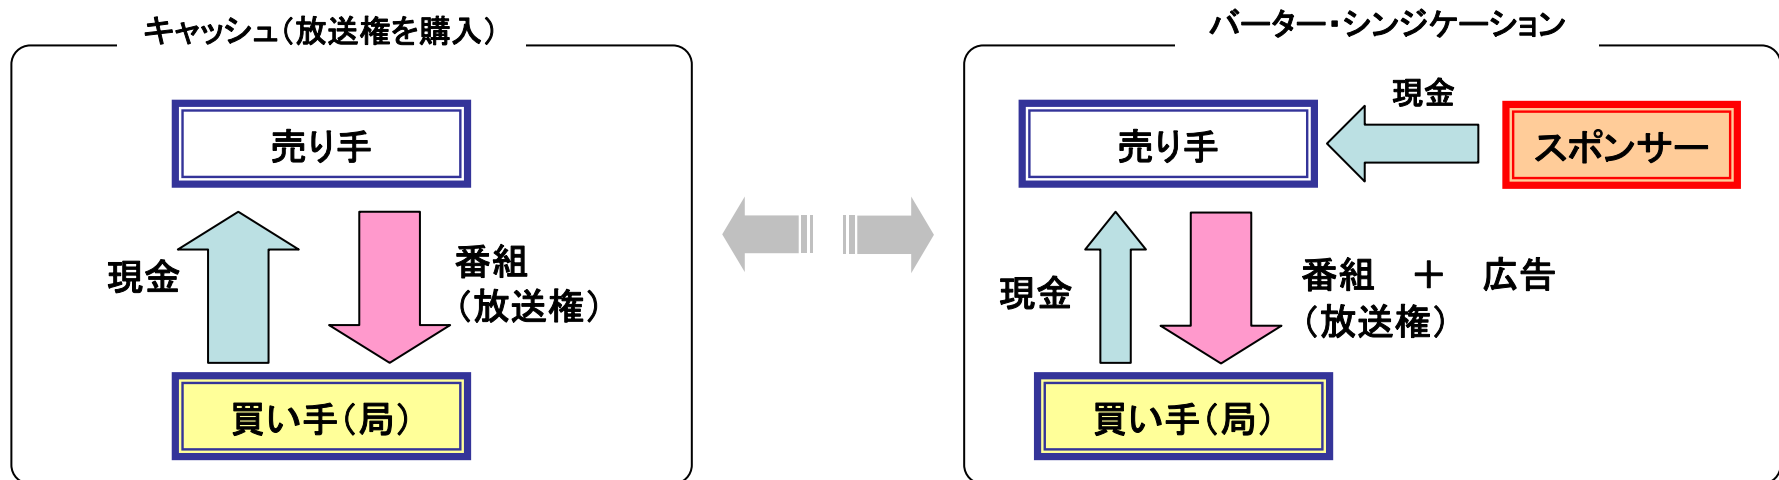 キャッシュ（放送権を購入）
売り手
現金
番組
（放送権）
買い手（局）
バーター・シンジケーション
売り手
現金
スポンサー
現金
番組　＋　広告
（放送権）
買い手（局）